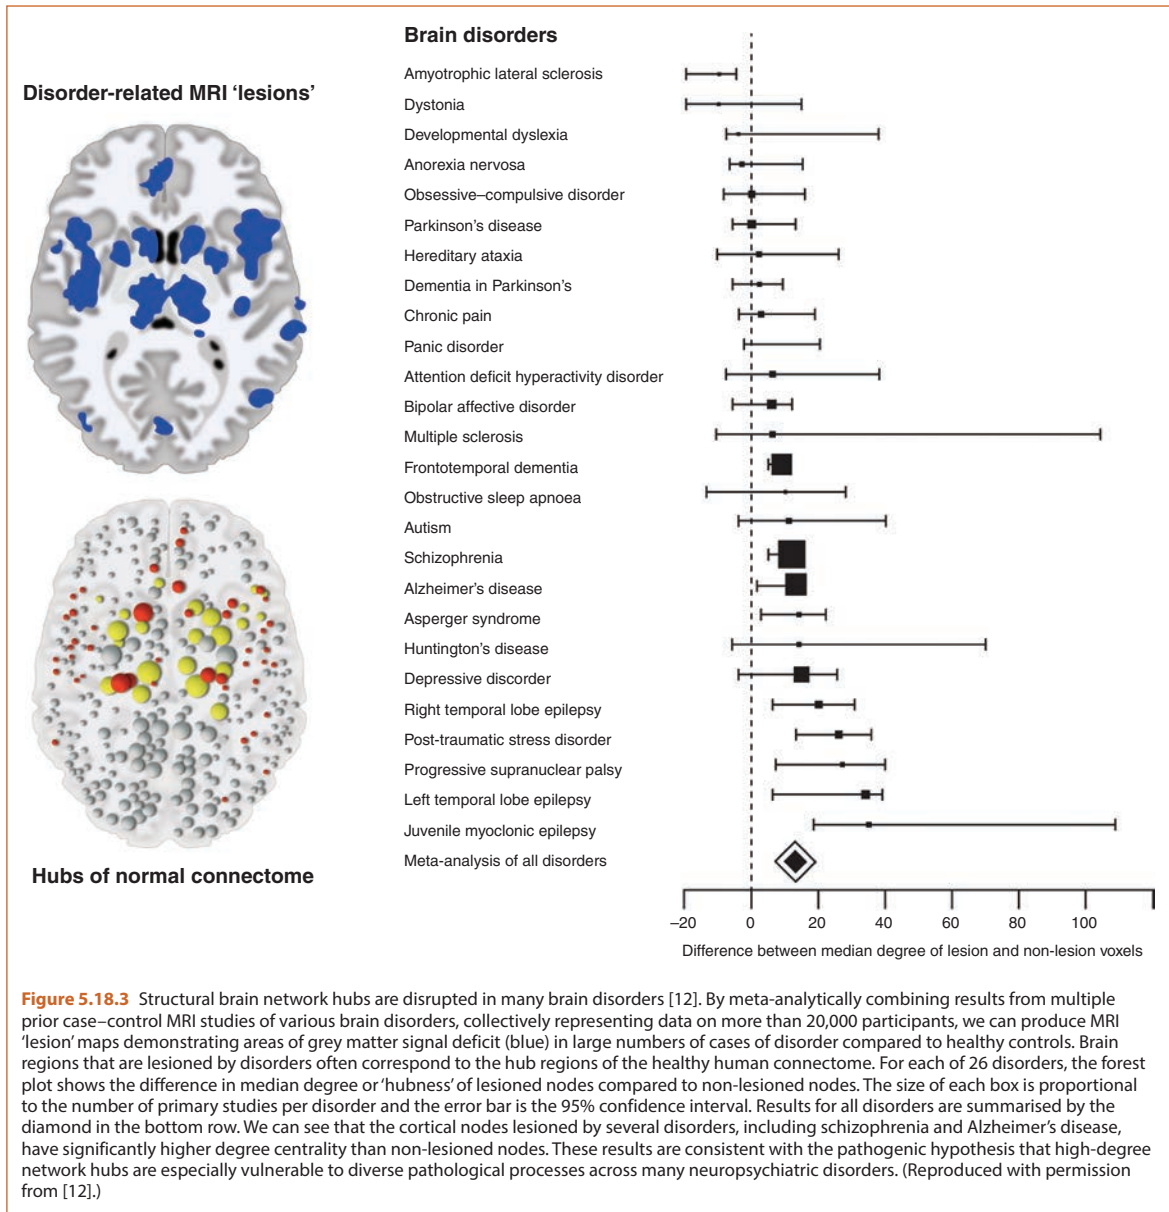 Disorder-related MRI ‘lesions’
Hubs of normal connectome
Brain disorders
Amyotrophic lateral sclerosis
Dystonia
Developmental dyslexia
Anorexia nervosa
Obsessive–compulsive disorder
Parkinson’s disease
Hereditary ataxia
Dementia in Parkinson’s
Chronic pain
Panic disorder
Attention deficit hyperactivity disorder
Bipolar affective disorder
Multiple sclerosis
Frontotemporal dementia
Obstructive sleep apnoea
Autism
Schizophrenia
Alzheimer’s disease
Asperger syndrome
Huntington’s disease
Depressive discorder
Right temporal lobe epilepsy
Post-traumatic stress disorder
Progressive supranuclear palsy
Left temporal lobe epilepsy
Juvenile myoclonic epilepsy
Meta-analysis of all disorders
–20 0 20 40 60 80 100
Difference between median degree of lesion and non-lesion voxels
Figure 5.18.3 Structural brain network hubs are disrupted in many brain disorders [12]. By meta-analytically combining results from multiple
prior case–control MRI studies of various brain disorders, collectively representing data on more than 20,000 participants, we can produce MRI
‘lesion’ maps demonstrating areas of grey matter signal deficit (blue) in large numbers of cases of disorder compared to healthy controls. Brain
regions that are lesioned by disorders often correspond to the hub regions of the healthy human connectome. For each of 26 disorders, the forest
plot shows the difference in median degree or ‘hubness’ of lesioned nodes compared to non-lesioned nodes. The size of each box is proportional
to the number of primary studies per disorder and the error bar is the 95% confidence interval. Results for all disorders are summarised by the
diamond in the bottom row. We can see that the cortical nodes lesioned by several disorders, including schizophrenia and Alzheimer’s disease,
have significantly higher degree centrality than non-lesioned nodes. These results are consistent with the pathogenic hypothesis that high-degree
network hubs are especially vulnerable to diverse pathological processes across many neuropsychiatric disorders. (Reproduced with permission
from [12].)